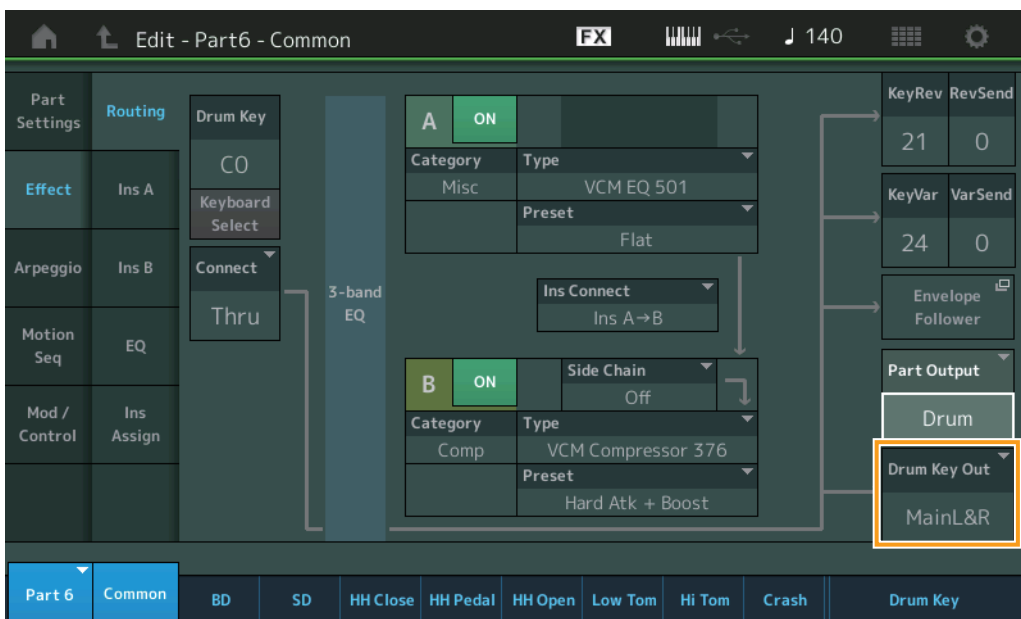 Edit - Part6 - Common
FX
♩ 140
Part
Settings
Effect
Arpeggio
Motion
Seq
Mod /
Control
Routing
Ins A
Ins B
EQ
Ins
Assign
Drum Key
C0
Keyboard
Select
Connect
Thru
3-band
EQ
A ON
Category Type
Misc VCM EQ 501
Preset
Flat
Ins Connect
Ins A→B
B ON
Side Chain
Off
Category Type
Comp VCM Compressor 376
Preset
Hard Atk + Boost
KeyRev RevSend
21 0
KeyVar VarSend
24 0
Envelope
Follower
Part Output
Drum
Drum Key Out
MainL&R
Part 6 Common BD SD HH Close HH Pedal HH Open Low Tom Hi Tom Crash Drum Key